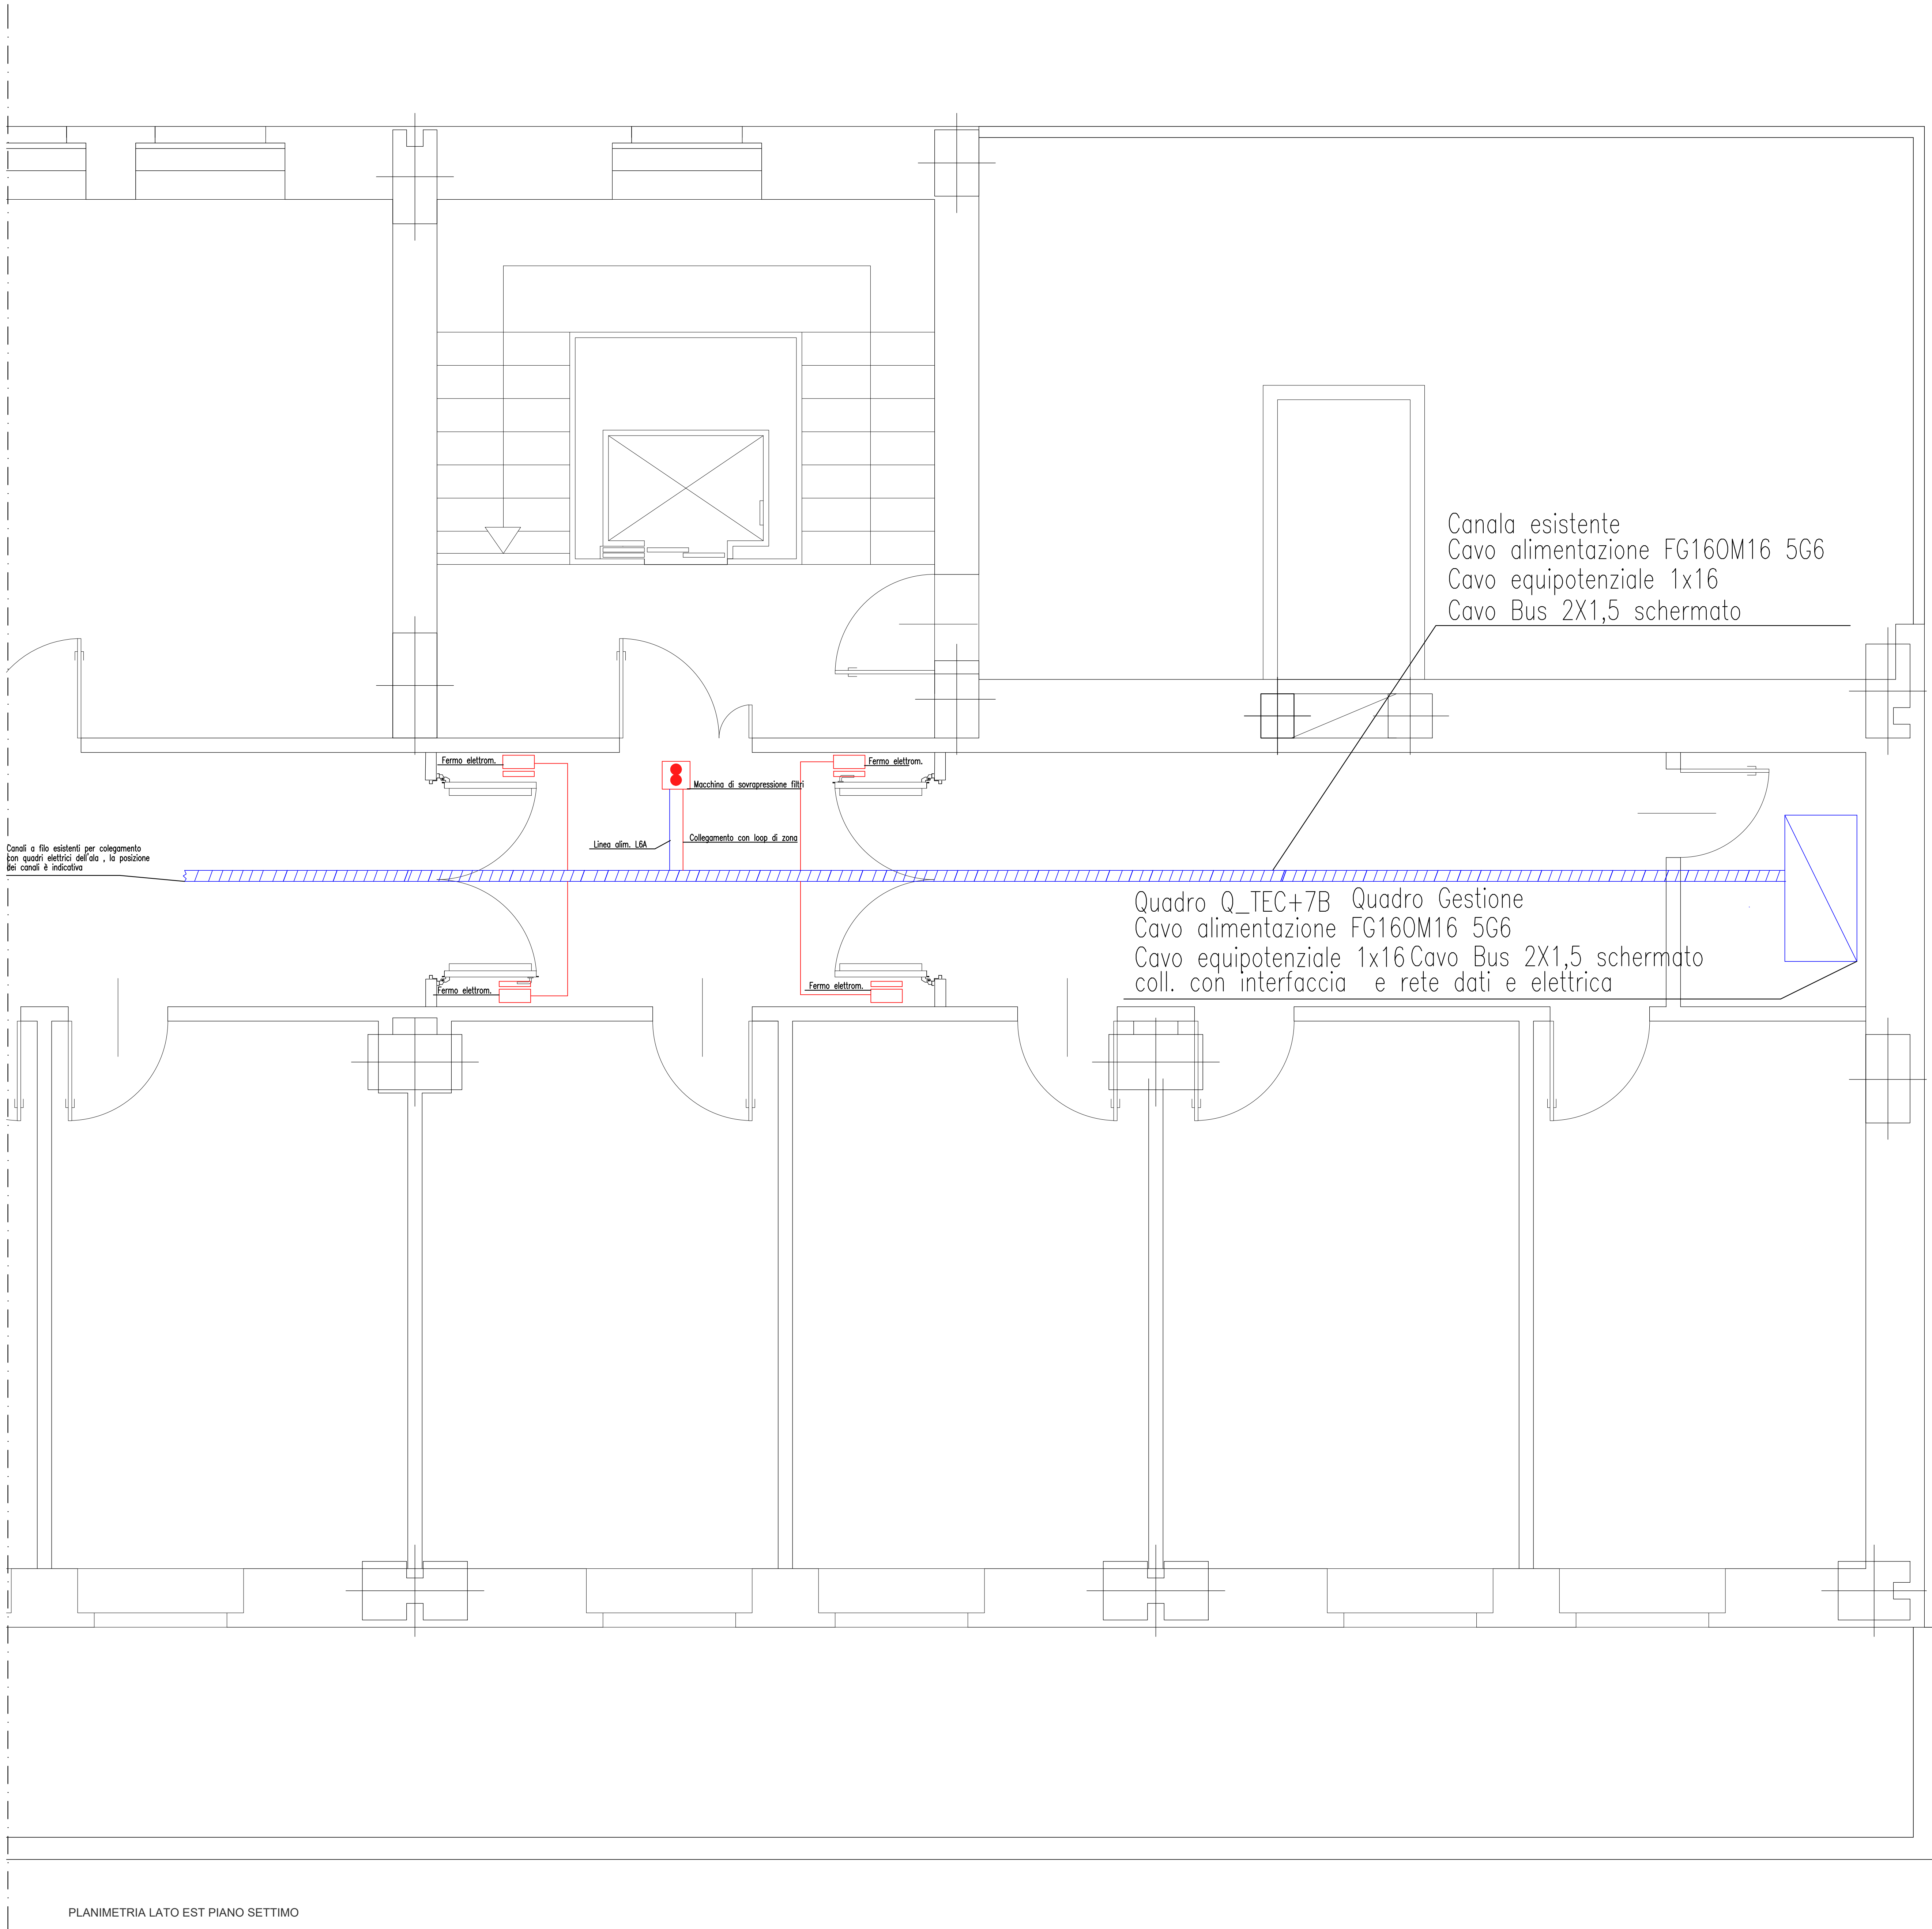 Canala esistente
Cavo alimentazione FG16OM16 5G6
Cavo equipotenziale 1x16
Cavo Bus 2X1,5 schermato
Fermo elettrom.
Fermo elettrom.
Macchina di sovrapressione filtri
Collegamento con loop di zona
Linea alim. L6A
Canali a filo esistenti per colegamento
con quadri elettrici dell'ala , la posizione
dei canali è indicativa
Quadro Q_TEC+7B Quadro Gestione
Cavo alimentazione FG16OM16 5G6
Cavo equipotenziale 1x16 Cavo Bus 2X1,5 schermato
coll. con interfaccia e rete dati e elettrica
Fermo elettrom.
Fermo elettrom.
PLANIMETRIA LATO EST PIANO SETTIMO